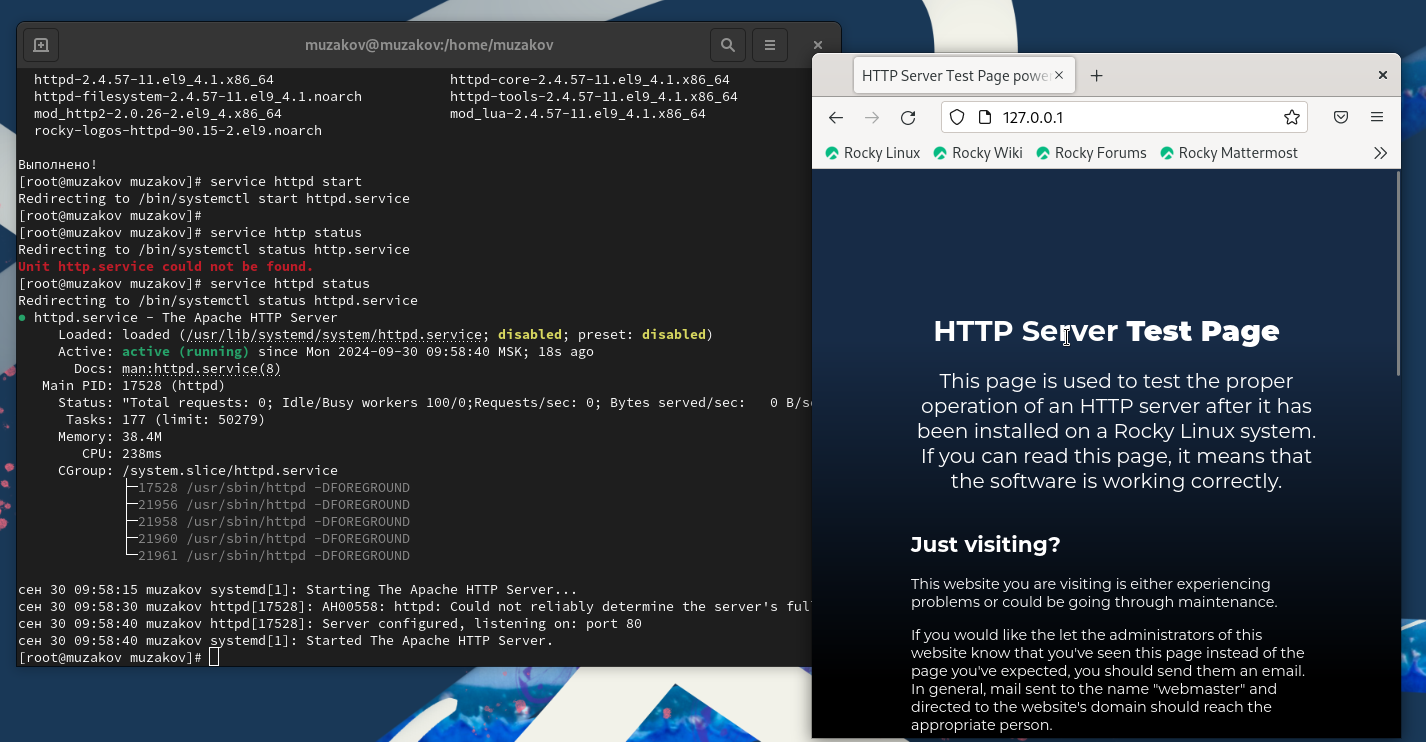 muzakov@muzakov:/home/muzakov
httpd-2.4.57-11.el9_4.1.x86_64 httpd-core-2.4.57-11.el9_4.1.x86_64
httpd-filesystem-2.4.57-11.el9_4.1.noarch httpd-tools-2.4.57-11.el9_4.1.x86_64
mod_http2-2.0.26-2.el9_4.x86_64 mod_lua-2.4.57-11.el9_4.1.x86_64
rocky-logos-httpd-90.15-2.el9.noarch
Выполнено!
[root@muzakov muzakov]# service httpd start
Redirecting to /bin/systemctl start httpd.service
[root@muzakov muzakov]#
[root@muzakov muzakov]# service http status
Redirecting to /bin/systemctl status http.service
Unit http.service could not be found.
[root@muzakov muzakov]# service httpd status
Redirecting to /bin/systemctl status httpd.service
● httpd.service - The Apache HTTP Server
Loaded: loaded (/usr/lib/systemd/system/httpd.service; disabled; preset: disabled)
Active: active (running) since Mon 2024-09-30 09:58:40 MSK; 18s ago
Docs: man:httpd.service(8)
Main PID: 17528 (httpd)
Status: "Total requests: 0; Idle/Busy workers 100/0;Requests/sec: 0; Bytes served/sec:   0 B/s
Tasks: 177 (limit: 50279)
Memory: 38.4M
CPU: 238ms
CGroup: /system.slice/httpd.service
├─17528 /usr/sbin/httpd -DFOREGROUND
├─21956 /usr/sbin/httpd -DFOREGROUND
├─21958 /usr/sbin/httpd -DFOREGROUND
├─21960 /usr/sbin/httpd -DFOREGROUND
└─21961 /usr/sbin/httpd -DFOREGROUND
сен 30 09:58:15 muzakov systemd[1]: Starting The Apache HTTP Server...
сен 30 09:58:30 muzakov httpd[17528]: AH00558: httpd: Could not reliably determine the server's ful
сен 30 09:58:40 muzakov httpd[17528]: Server configured, listening on: port 80
сен 30 09:58:40 muzakov systemd[1]: Started The Apache HTTP Server.
[root@muzakov muzakov]#
HTTP Server Test Page powe
127.0.0.1
Rocky Linux Rocky Wiki Rocky Forums Rocky Mattermost
HTTP Server Test Page
This page is used to test the proper
operation of an HTTP server after it has
been installed on a Rocky Linux system.
If you can read this page, it means that
the software is working correctly.
Just visiting?
This website you are visiting is either experiencing
problems or could be going through maintenance.
If you would like the let the administrators of this
website know that you've seen this page instead of the
page you've expected, you should send them an email.
In general, mail sent to the name "webmaster" and
directed to the website's domain should reach the
appropriate person.